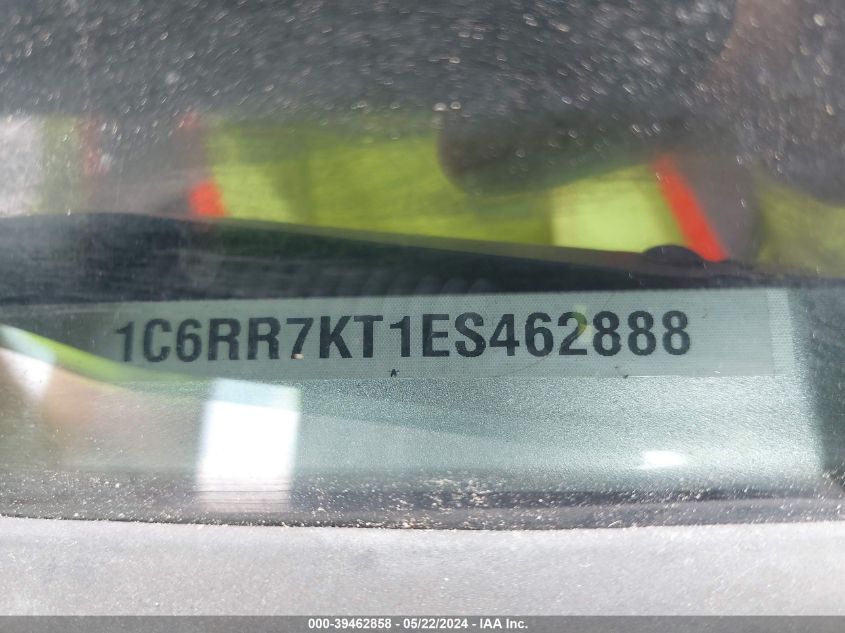 1C6RR7KT1ES462888
000-39462858 - 05/22/2024 - IAA Inc.